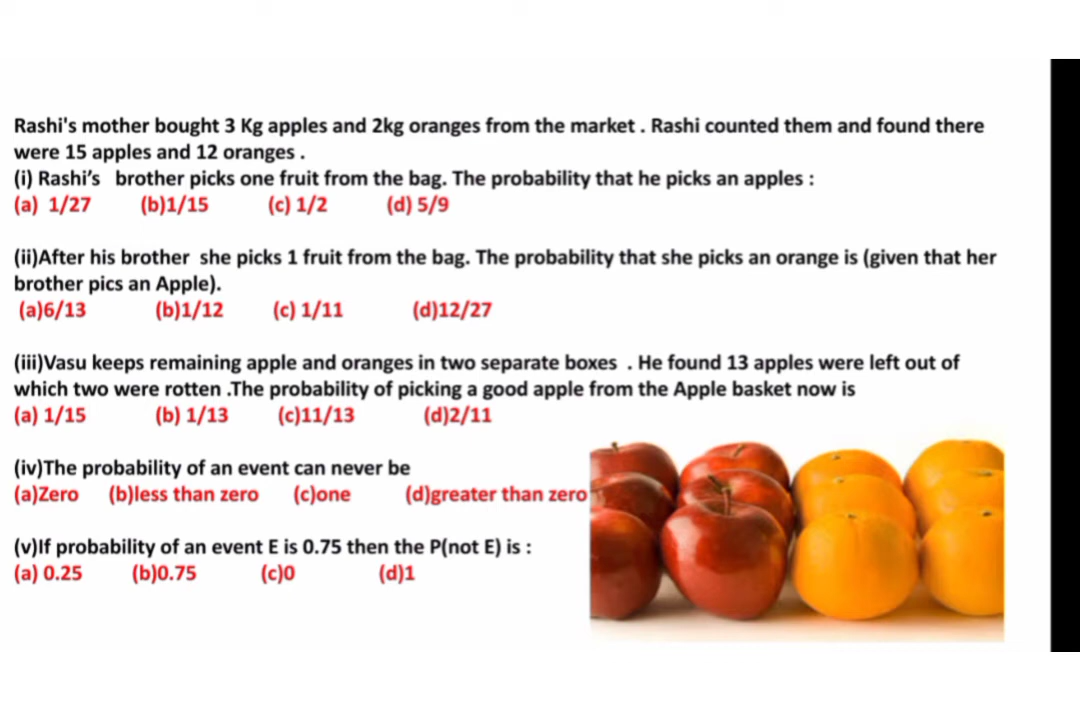 Rashi's mother bought 3 Kg apples and 2kg oranges from the market . Rashi counted them and found there
were 15 apples and 12 oranges .
(i) Rashi's brother picks one fruit from the bag. The probability that he picks an apples :
(a) 1/27 (b)1/15 (c) 1/2 (d) 5/9
(ii)After his brother she picks 1 fruit from the bag. The probability that she picks an orange is (given that her
brother pics an Apple).
(a)6/13 (b)1/12 (c) 1/11 (d)12/27
(iii)Vasu keeps remaining apple and oranges in two separate boxes . He found 13 apples were left out of
which two were rotten .The probability of picking a good apple from the Apple basket now is
(a) 1/15 (b) 1/13 (c)11/13 (d)2/11
(iv)The probability of an event can never be
(a)Zero (b)less than zero (c)one (d)greater than zero
(v)If probability of an event E is 0.75 then the P(not E) is :
(a) 0.25 (b)0.75 (c)0 (d)1